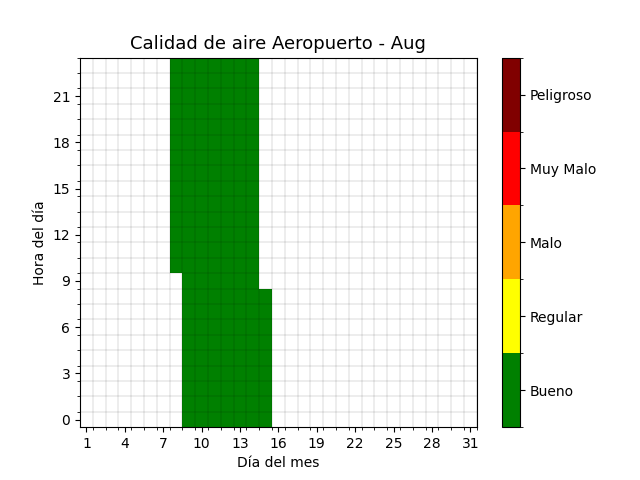 Calidad de aire Aeropuerto - Aug
Hora del día
21
18
15
12
9
6
3
0
1 4 7 10 13 16 19 22 25 28 31
Día del mes
Peligroso
Muy Malo
Malo
Regular
Bueno